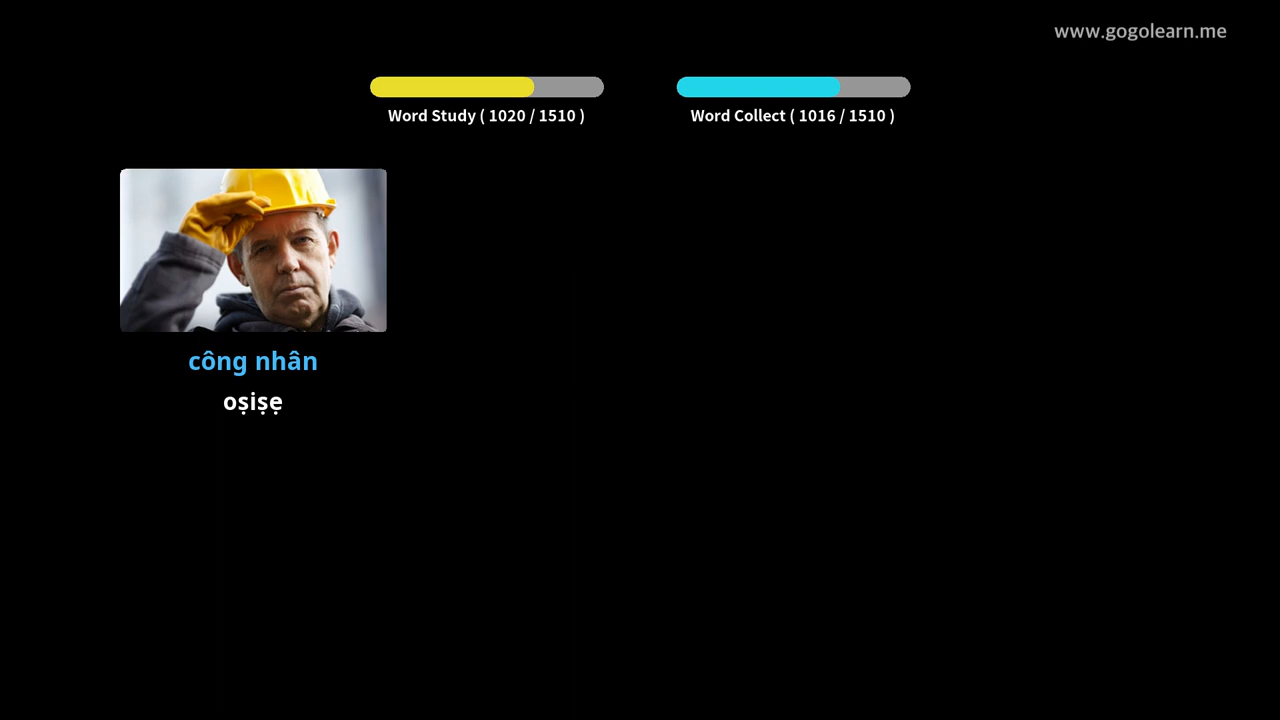 www.gogolearn.me
Word Study ( 1020 / 1510 )
Word Collect ( 1016 / 1510 )
công nhân
oṣiṣẹ